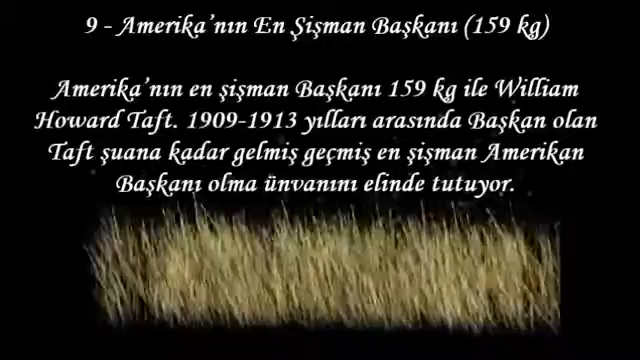 9 - Amerika’nın En Şişman Başkanı (159 kg)
Amerika’nın en şişman Başkanı 159 kg ile William
Howard Taft. 1909-1913 yılları arasında Başkan olan
Taft şuana kadar gelmiş geçmiş en şişman Amerikan
Başkanı olma ünvanını elinde tutuyor.